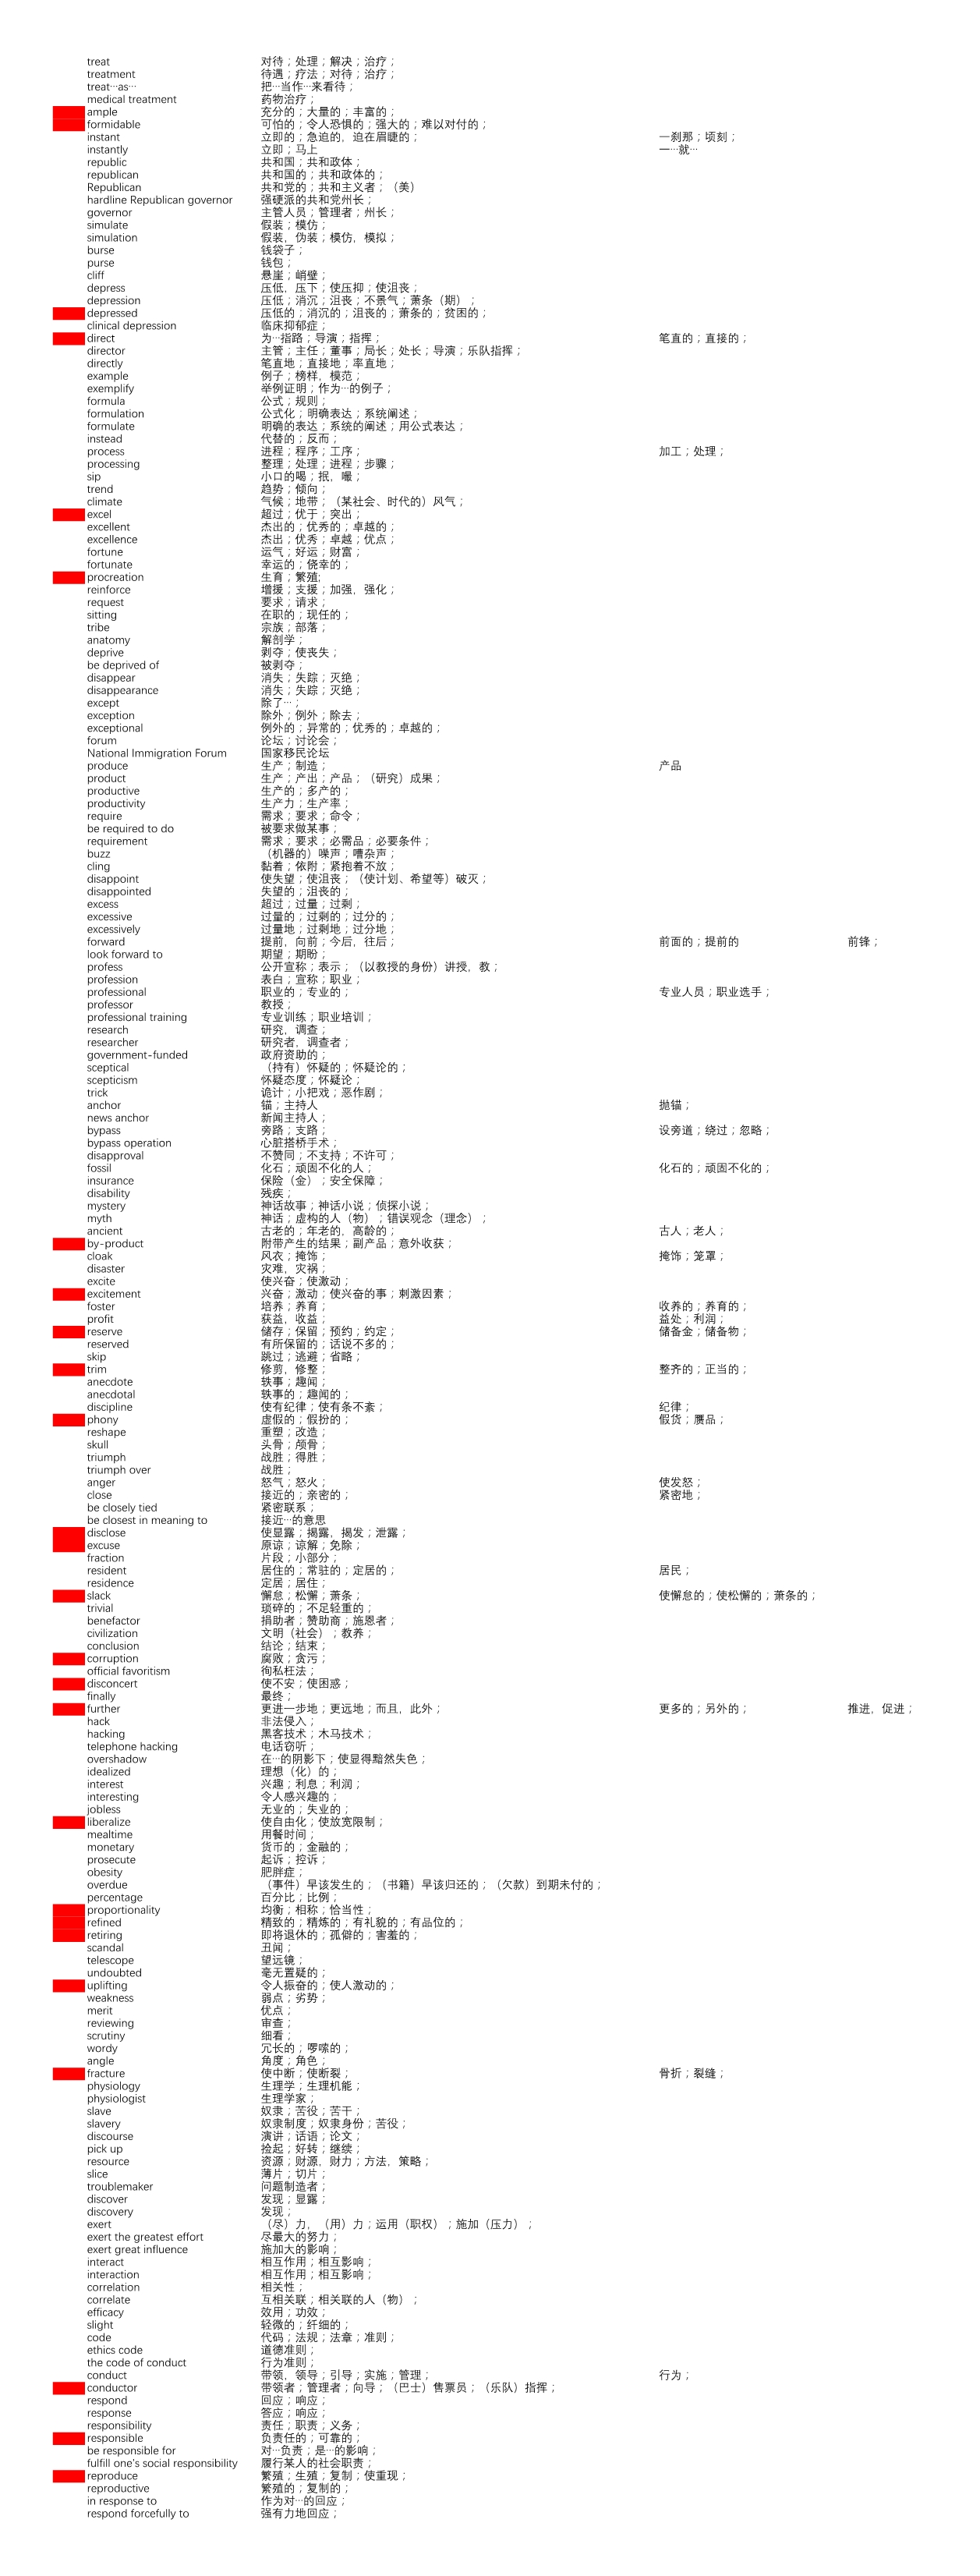 treat 对待；处理；解决；治疗；
treatment 待遇；疗法；对待；治疗；
treat…as… 把…当作…来看待；
medical treatment 药物治疗；
ample 充分的；大量的；丰富的；
formidable 可怕的；令人恐惧的；强大的；难以对付的；
instant 立即的；急迫的，迫在眉睫的； 一刹那；顷刻；
instantly 立即；马上 一…就…
republic 共和国；共和政体；
republican 共和国的；共和政体的；
Republican 共和党的；共和主义者；（美）
hardline Republican governor 强硬派的共和党州长；
governor 主管人员；管理者；州长；
simulate 假装；模仿；
simulation 假装，伪装；模仿，模拟；
burse 钱袋子；
purse 钱包；
cliff 悬崖；峭壁；
depress 压低，压下；使压抑；使沮丧；
depression 压低；消沉；沮丧；不景气；萧条（期）；
depressed 压低的；消沉的；沮丧的；萧条的；贫困的；
clinical depression 临床抑郁症；
direct 为…指路；导演；指挥； 笔直的；直接的；
director 主管；主任；董事；局长；处长；导演；乐队指挥；
directly 笔直地；直接地；率直地；
example 例子；榜样，模范；
exemplify 举例证明；作为…的例子；
formula 公式；规则；
formulation 公式化；明确表达；系统阐述；
formulate 明确的表达；系统的阐述；用公式表达；
instead 代替的；反而；
process 进程；程序；工序； 加工；处理；
processing 整理；处理；进程；步骤；
sip 小口的喝；抿，嘬；
trend 趋势；倾向；
climate 气候；地带；（某社会、时代的）风气；
excel 超过；优于；突出；
excellent 杰出的；优秀的；卓越的；
excellence 杰出；优秀；卓越；优点；
fortune 运气；好运；财富；
fortunate 幸运的；侥幸的；
procreation 生育；繁殖;
reinforce 增援；支援；加强，强化；
request 要求；请求；
sitting 在职的；现任的；
tribe 宗族；部落；
anatomy 解剖学；
deprive 剥夺；使丧失；
be deprived of 被剥夺；
disappear 消失；失踪；灭绝；
disappearance 消失；失踪；灭绝；
except 除了…；
exception 除外；例外；除去；
exceptional 例外的；异常的；优秀的；卓越的；
forum 论坛；讨论会；
National Immigration Forum 国家移民论坛
produce 生产；制造； 产品
product 生产；产出；产品；（研究）成果；
productive 生产的；多产的；
productivity 生产力；生产率；
require 需求；要求；命令；
be required to do 被要求做某事；
requirement 需求；要求；必需品；必要条件；
buzz （机器的）噪声；嘈杂声；
cling 黏着；依附；紧抱着不放；
disappoint 使失望；使沮丧；（使计划、希望等）破灭；
disappointed 失望的；沮丧的；
excess 超过；过量；过剩；
excessive 过量的；过剩的；过分的；
excessively 过量地；过剩地；过分地；
forward 提前，向前；今后，往后； 前面的；提前的 前锋；
look forward to 期望；期盼；
profess 公开宣称；表示；（以教授的身份）讲授，教；
profession 表白；宣称；职业；
professional 职业的；专业的； 专业人员；职业选手；
professor 教授；
professional training 专业训练；职业培训；
research 研究，调查；
researcher 研究者，调查者；
government-funded 政府资助的；
sceptical （持有）怀疑的；怀疑论的；
scepticism 怀疑态度；怀疑论；
trick 诡计；小把戏；恶作剧；
anchor 锚；主持人 抛锚；
news anchor 新闻主持人；
bypass 旁路；支路； 设旁道；绕过；忽略；
bypass operation 心脏搭桥手术；
disapproval 不赞同；不支持；不许可；
fossil 化石；顽固不化的人； 化石的；顽固不化的；
insurance 保险（金）；安全保障；
disability 残疾；
mystery 神话故事；神话小说；侦探小说；
myth 神话；虚构的人（物）；错误观念（理念）；
ancient 古老的；年老的，高龄的； 古人；老人；
by-product 附带产生的结果；副产品；意外收获；
cloak 风衣；掩饰； 掩饰；笼罩；
disaster 灾难，灾祸；
excite 使兴奋；使激动；
excitement 兴奋；激动；使兴奋的事；刺激因素；
foster 培养；养育； 收养的；养育的；
profit 获益，收益； 益处；利润；
reserve 储存；保留；预约；约定； 储备金；储备物；
reserved 有所保留的；话说不多的；
skip 跳过；逃避；省略；
trim 修剪，修整； 整齐的；正当的；
anecdote 轶事；趣闻；
anecdotal 轶事的；趣闻的；
discipline 使有纪律；使有条不紊； 纪律；
phony 虚假的；假扮的； 假货；赝品；
reshape 重塑；改造；
skull 头骨；颅骨；
triumph 战胜；得胜；
triumph over 战胜；
anger 怒气；怒火； 使发怒；
close 接近的；亲密的； 紧密地；
be closely tied 紧密联系；
be closest in meaning to 接近…的意思
disclose 使显露；揭露，揭发；泄露；
excuse 原谅；谅解；免除；
fraction 片段；小部分；
resident 居住的；常驻的；定居的； 居民；
residence 定居；居住；
slack 懈怠；松懈；萧条； 使懈怠的；使松懈的；萧条的；
trivial 琐碎的；不足轻重的；
benefactor 捐助者；赞助商；施恩者；
civilization 文明（社会）；教养；
conclusion 结论；结束；
corruption 腐败；贪污；
official favoritism 徇私枉法；
disconcert 使不安；使困惑；
finally 最终；
further 更进一步地；更远地；而且，此外； 更多的；另外的； 推进，促进；
hack 非法侵入；
hacking 黑客技术；木马技术；
telephone hacking 电话窃听；
overshadow 在…的阴影下；使显得黯然失色；
idealized 理想（化）的；
interest 兴趣；利息；利润；
interesting 令人感兴趣的；
jobless 无业的；失业的；
liberalize 使自由化；使放宽限制；
mealtime 用餐时间；
monetary 货币的；金融的；
prosecute 起诉；控诉；
obesity 肥胖症；
overdue （事件）早该发生的；（书籍）早该归还的；（欠款）到期未付的；
percentage 百分比；比例；
proportionality 均衡；相称；恰当性；
refined 精致的；精炼的；有礼貌的；有品位的；
retiring 即将退休的；孤僻的；害羞的；
scandal 丑闻；
telescope 望远镜；
undoubted 毫无置疑的；
uplifting 令人振奋的；使人激动的；
weakness 弱点；劣势；
merit 优点；
reviewing 审查；
scrutiny 细看；
wordy 冗长的；啰嗦的；
angle 角度；角色；
fracture 使中断；使断裂； 骨折；裂缝；
physiology 生理学；生理机能；
physiologist 生理学家；
slave 奴隶；苦役；苦干；
slavery 奴隶制度；奴隶身份；苦役；
discourse 演讲；话语；论文；
pick up 捡起；好转；继续；
resource 资源；财源，财力；方法，策略；
slice 薄片；切片；
troublemaker 问题制造者；
discover 发现；显露；
discovery 发现；
exert （尽）力，（用）力；运用（职权）；施加（压力）；
exert the greatest effort 尽最大的努力；
exert great influence 施加大的影响；
interact 相互作用；相互影响；
interaction 相互作用；相互影响；
correlation 相关性；
correlate 互相关联；相关联的人（物）；
efficacy 效用；功效；
slight 轻微的；纤细的；
code 代码；法规；法章；准则；
ethics code 道德准则；
the code of conduct 行为准则；
conduct 带领，领导；引导；实施；管理； 行为；
conductor 带领者；管理者；向导；（巴士）售票员；（乐队）指挥；
respond 回应；响应；
response 答应；响应；
responsibility 责任；职责；义务；
responsible 负责任的；可靠的；
be responsible for 对…负责；是…的影响；
fulfill one's social responsibility 履行某人的社会职责；
reproduce 繁殖；生殖；复制；使重现；
reproductive 繁殖的；复制的；
in response to 作为对…的回应；
respond forcefully to 强有力地回应；